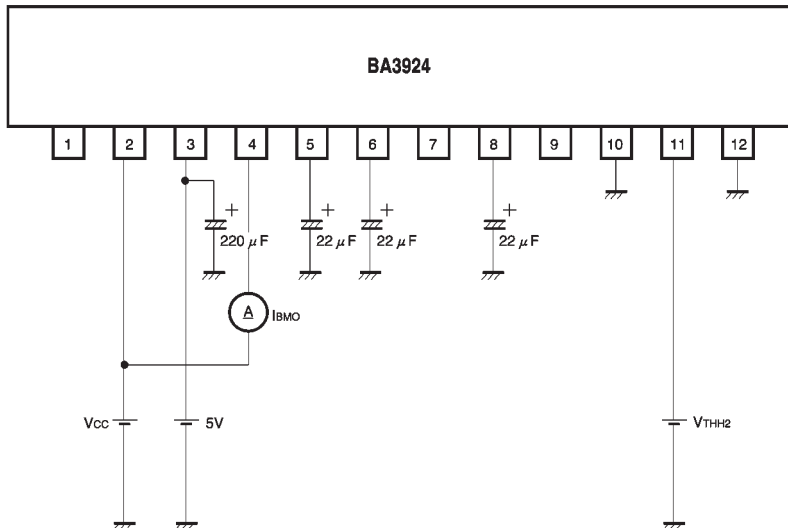 BA3924
1 2 3 4 5 6 7 8 9 10 11 12
+ + + +
220 μF 22 μF 22 μF 22 μF
A IBMO
VCC 5V VTHH2